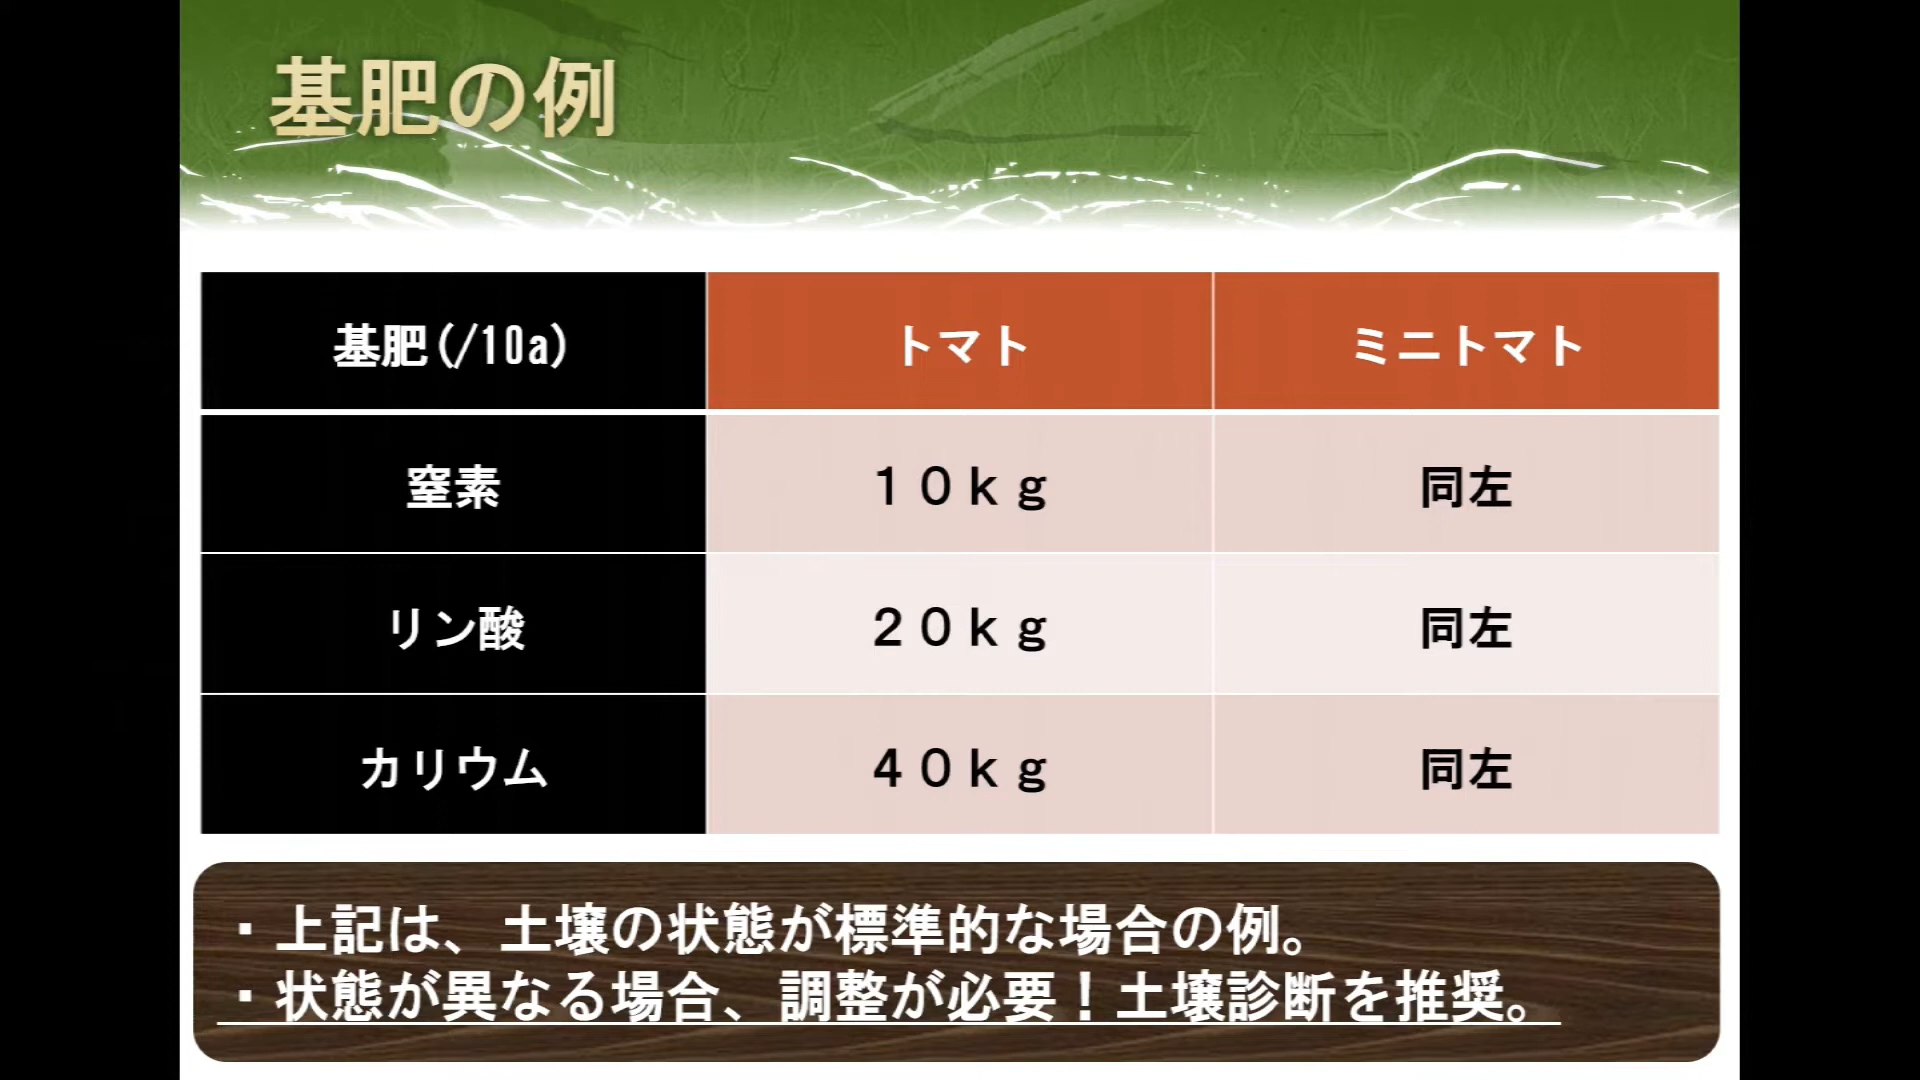 基肥の例
基肥(/10a) トマト ミニトマト
窒素 １０ｋｇ 同左
リン酸 ２０ｋｇ 同左
カリウム ４０ｋｇ 同左
・上記は、土壌の状態が標準的な場合の例。
・状態が異なる場合、調整が必要！土壌診断を推奨。